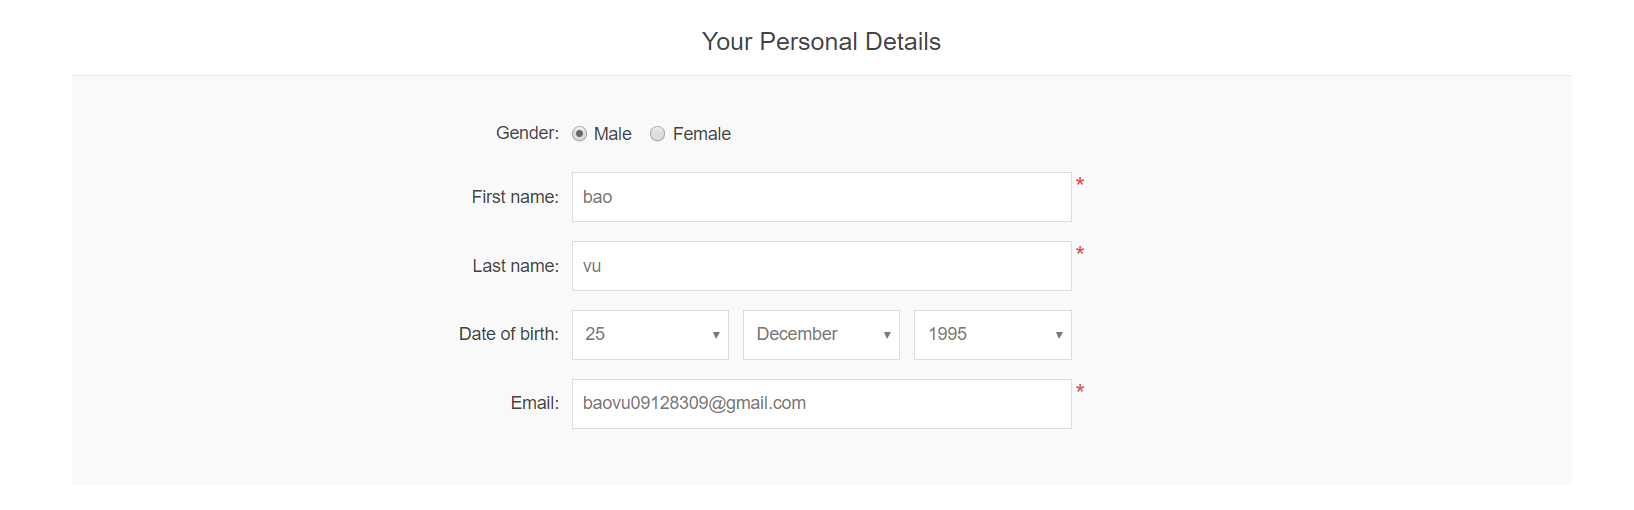 Your Personal Details
Gender: Male Female
First name: bao *
Last name: vu *
Date of birth: 25 December 1995
Email: baovu09128309@gmail.com *